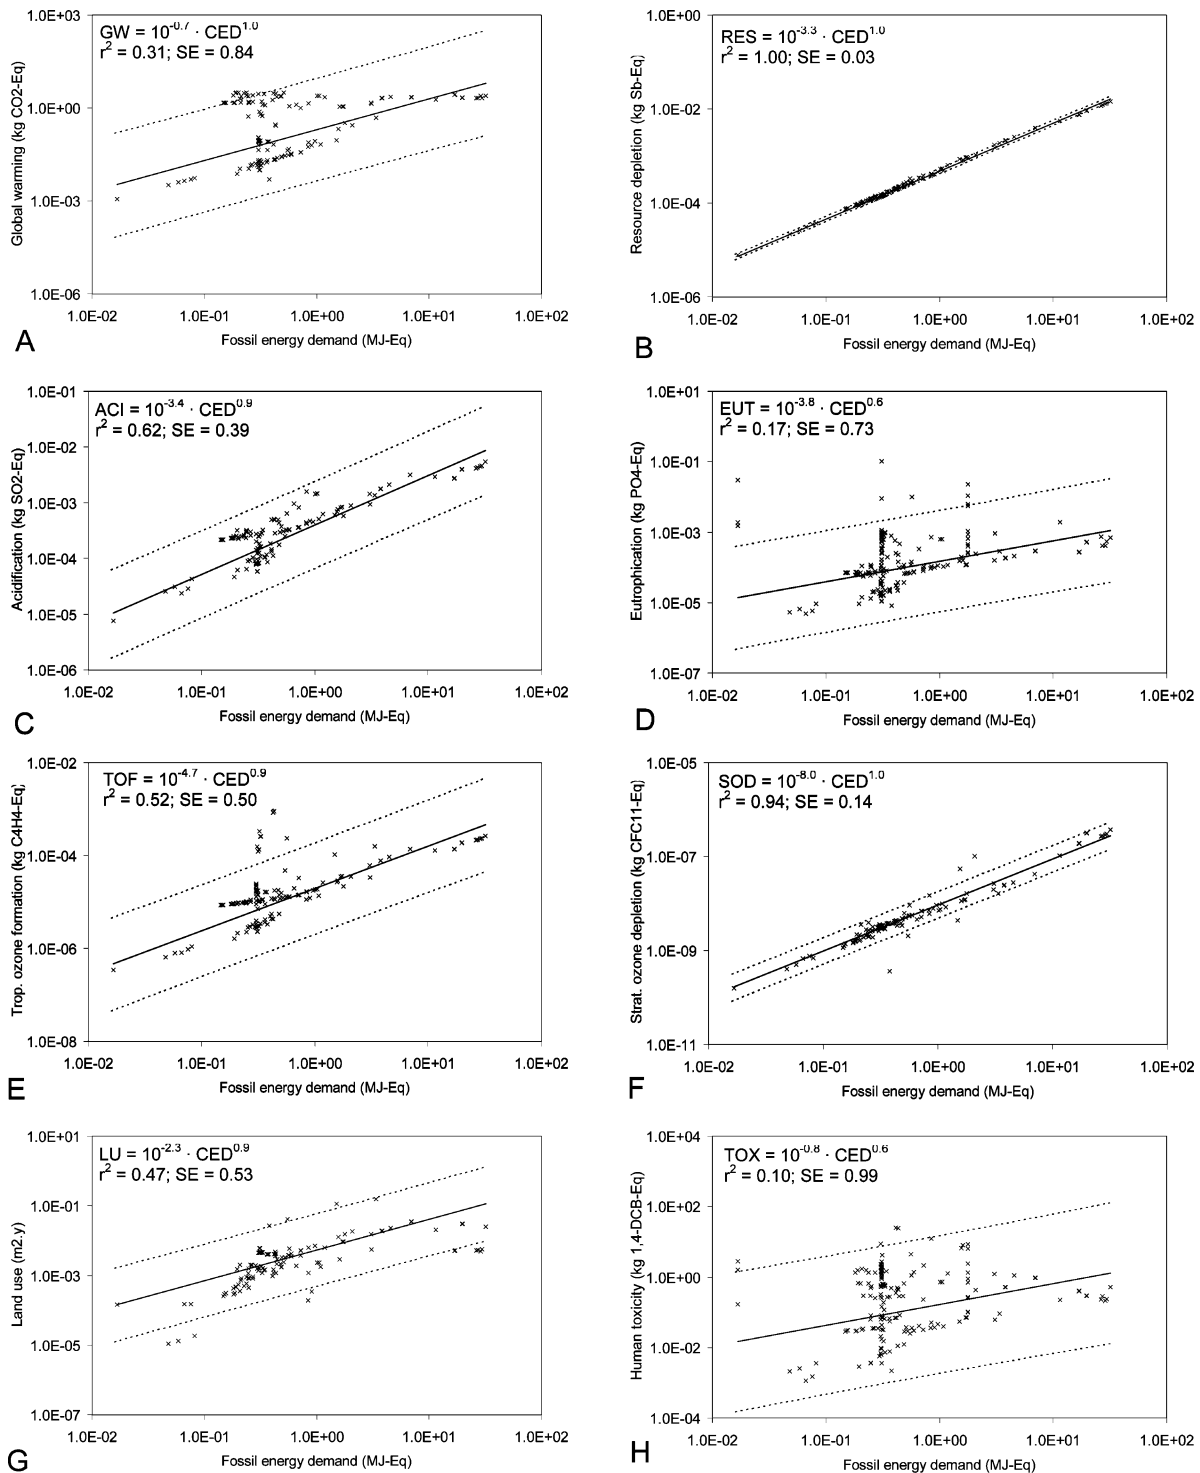 1.0E+03
GW = 10^-0.7 · CED^1.0
r^2 = 0.31; SE = 0.84
1.0E+00
1.0E-03
1.0E-06
Global warming (kg CO2-Eq)
1.0E-02 1.0E-01 1.0E+00 1.0E+01 1.0E+02
Fossil energy demand (MJ-Eq)
A
1.0E+00
RES = 10^-3.3 · CED^1.0
r^2 = 1.00; SE = 0.03
1.0E-02
1.0E-04
1.0E-06
Resource depletion (kg Sb-Eq)
1.0E-02 1.0E-01 1.0E+00 1.0E+01 1.0E+02
Fossil energy demand (MJ-Eq)
B
1.0E-01
ACI = 10^-3.4 · CED^0.9
r^2 = 0.62; SE = 0.39
1.0E-02
1.0E-03
1.0E-04
1.0E-05
1.0E-06
Acidification (kg SO2-Eq)
1.0E-02 1.0E-01 1.0E+00 1.0E+01 1.0E+02
Fossil energy demand (MJ-Eq)
C
1.0E+01
EUT = 10^-3.8 · CED^0.6
r^2 = 0.17; SE = 0.73
1.0E-01
1.0E-03
1.0E-05
1.0E-07
Eutrophication (kg PO4-Eq)
1.0E-02 1.0E-01 1.0E+00 1.0E+01 1.0E+02
Fossil energy demand (MJ-Eq)
D
1.0E-02
TOF = 10^-4.7 · CED^0.9
r^2 = 0.52; SE = 0.50
1.0E-04
1.0E-06
1.0E-08
Trop. ozone formation (kg C4H4-Eq)
1.0E-02 1.0E-01 1.0E+00 1.0E+01 1.0E+02
Fossil energy demand (MJ-Eq)
E
1.0E-05
SOD = 10^-8.0 · CED^1.0
r^2 = 0.94; SE = 0.14
1.0E-07
1.0E-09
1.0E-11
Strat. ozone depletion (kg CFC11-Eq)
1.0E-02 1.0E-01 1.0E+00 1.0E+01 1.0E+02
Fossil energy demand (MJ-Eq)
F
1.0E+01
LU = 10^-2.3 · CED^0.9
r^2 = 0.47; SE = 0.53
1.0E-01
1.0E-03
1.0E-05
1.0E-07
Land use (m2.y)
1.0E-02 1.0E-01 1.0E+00 1.0E+01 1.0E+02
Fossil energy demand (MJ-Eq)
G
1.0E+04
TOX = 10^-0.8 · CED^0.6
r^2 = 0.10; SE = 0.99
1.0E+02
1.0E+00
1.0E-02
1.0E-04
Human toxicity (kg 1,4-DCB-Eq)
1.0E-02 1.0E-01 1.0E+00 1.0E+01 1.0E+02
Fossil energy demand (MJ-Eq)
H